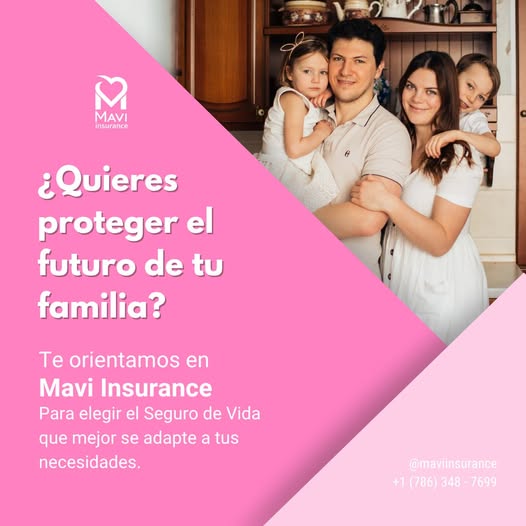 MAVI
insurance
¿Quieres
proteger el
futuro de tu
familia?
Te orientamos en
Mavi Insurance
Para elegir el Seguro de Vida
que mejor se adapte a tus
necesidades.
@maviinsurance
+1 (786) 348 - 7699